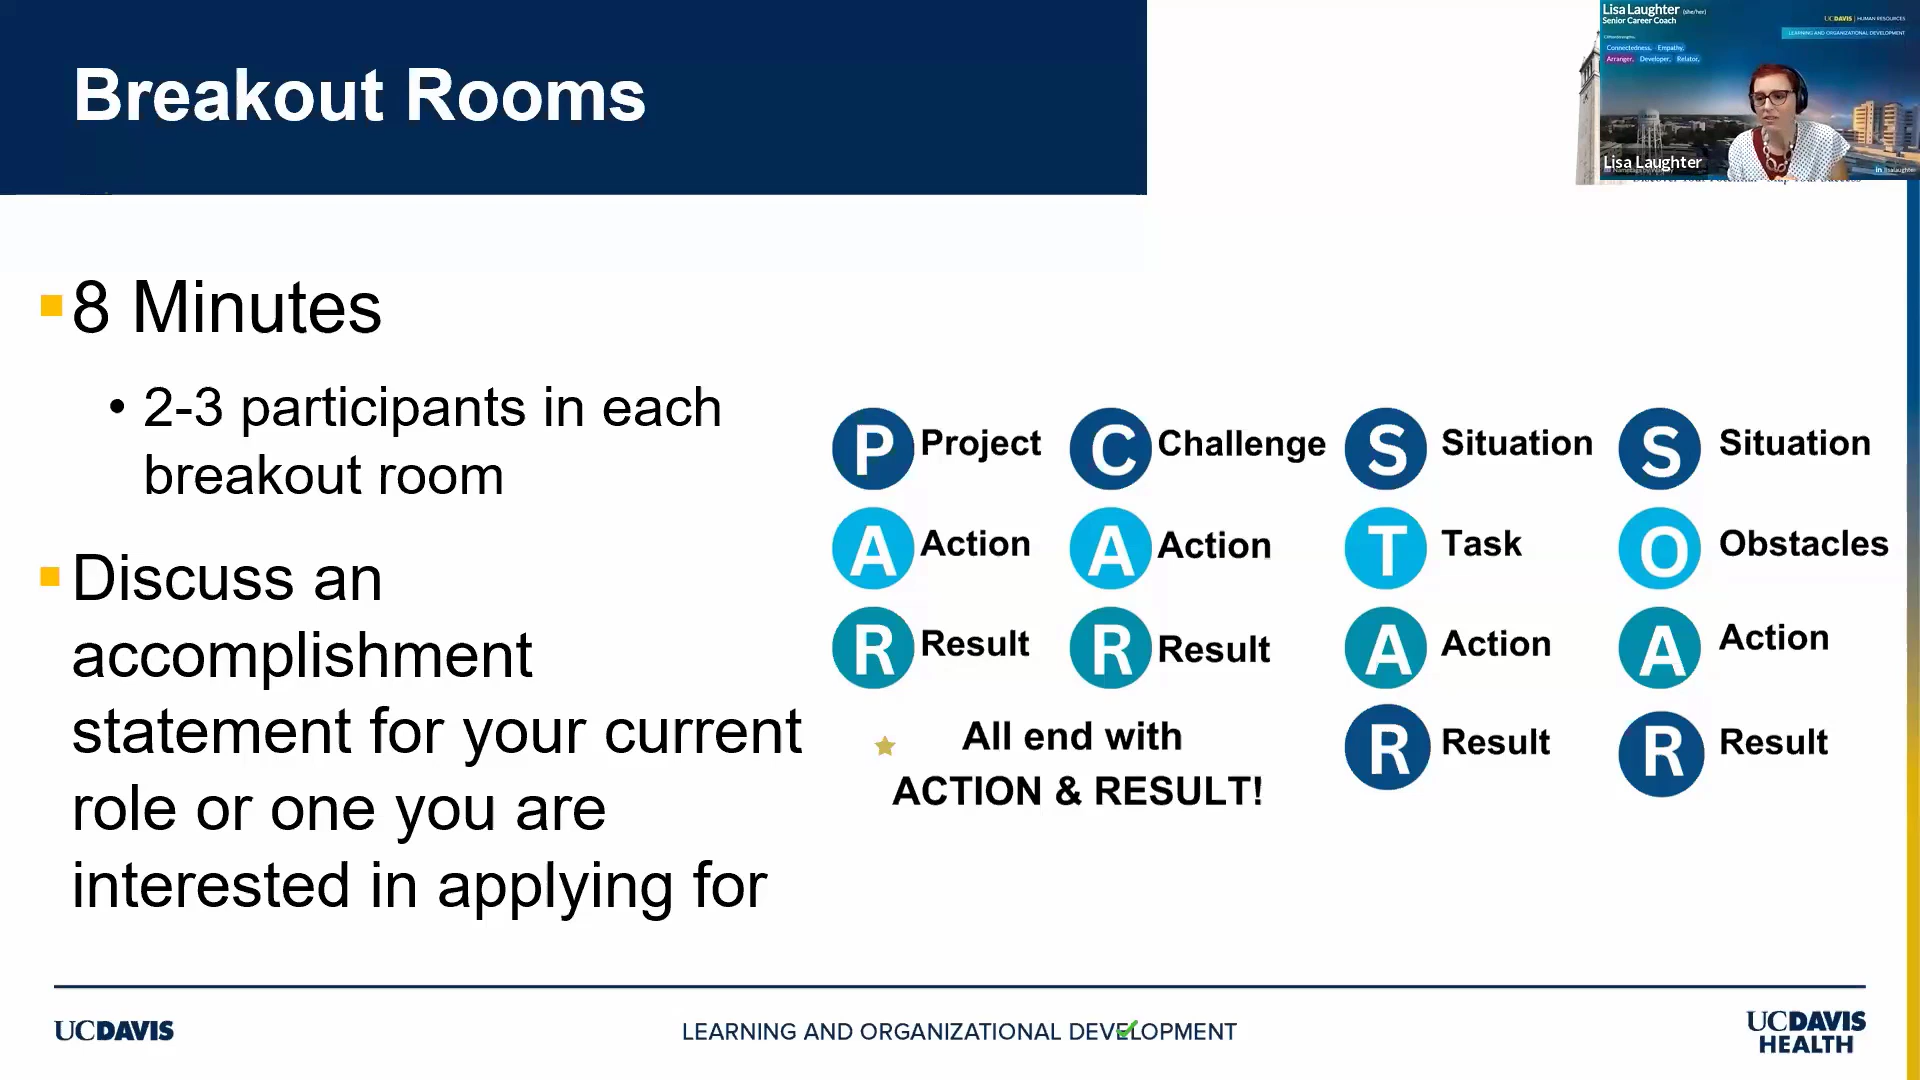 Breakout Rooms
Lisa Laughter (she/her)
Senior Career Coach
UCDAVIS | HUMAN RESOURCES
LEARNING AND ORGANIZATIONAL DEVELOPMENT
Connectedness, Empathy,
Arranger, Developer, Relator,
Lisa Laughter
8 Minutes
• 2-3 participants in each
breakout room
Discuss an
accomplishment
statement for your current
role or one you are
interested in applying for
P Project
A Action
R Result
C Challenge
A Action
R Result
S Situation
T Task
A Action
R Result
S Situation
O Obstacles
A Action
R Result
All end with
ACTION & RESULT!
UCDAVIS
LEARNING AND ORGANIZATIONAL DEVELOPMENT
UCDAVIS
HEALTH